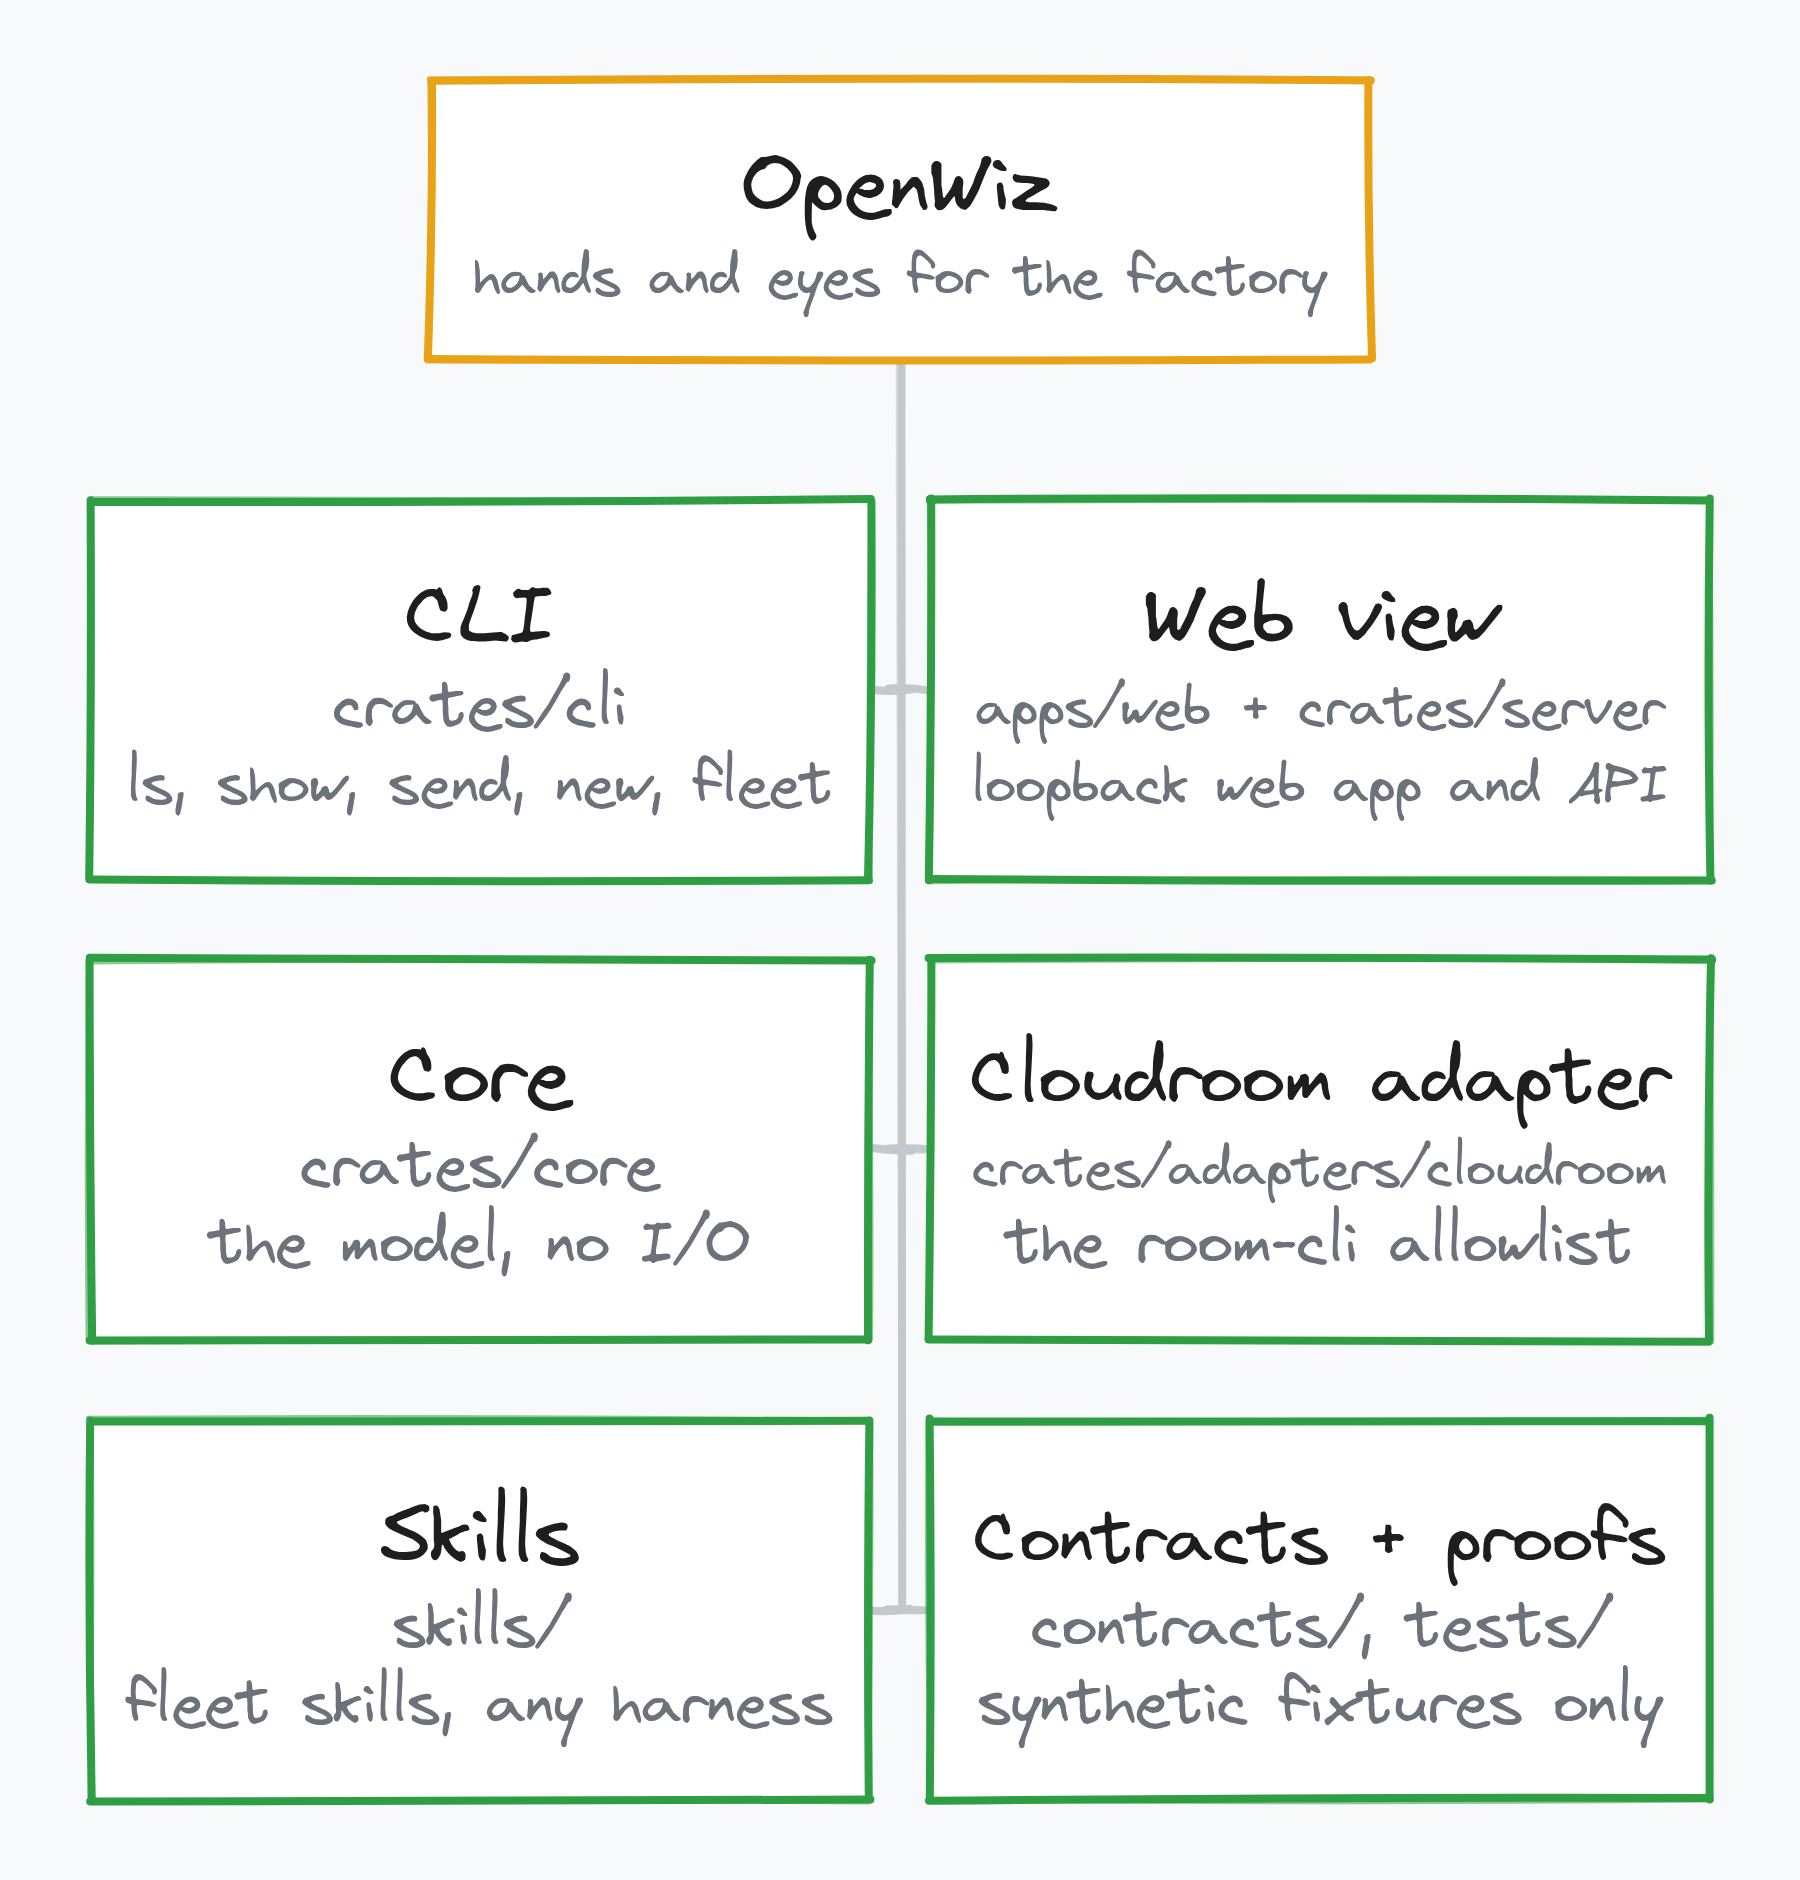 OpenWiz
hands and eyes for the factory
CLI
crates/cli
ls, show, send, new, fleet
Web view
apps/web + crates/server
loopback web app and API
Core
crates/core
the model, no I/O
Cloudroom adapter
crates/adapters/cloudroom
the room-cli allowlist
Skills
skills/
fleet skills, any harness
Contracts + proofs
contracts/, tests/
synthetic fixtures only